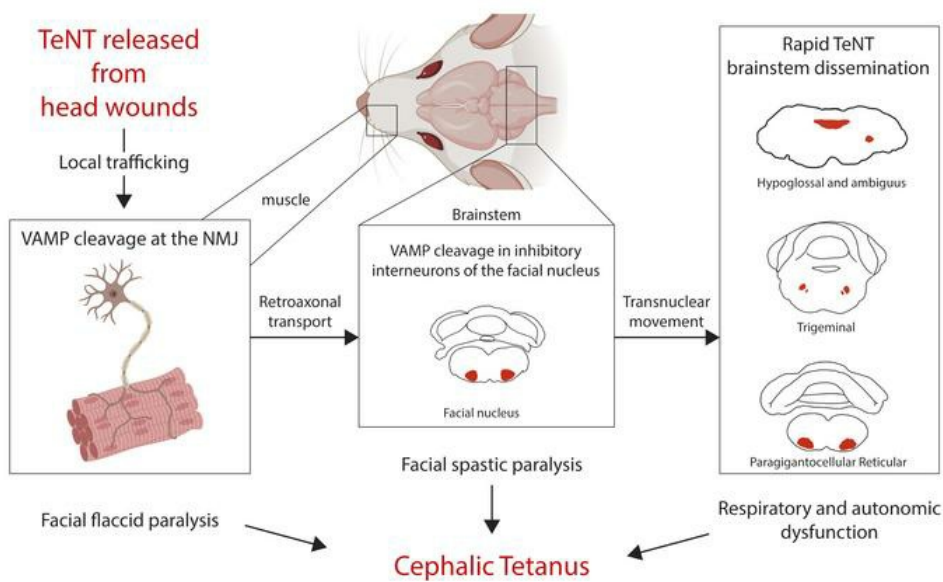 TeNT released
from
head wounds
Local trafficking
muscle
VAMP cleavage at the NMJ
Retroaxonal
transport
Brainstem
VAMP cleavage in inhibitory
interneurons of the facial nucleus
Facial nucleus
Transnuclear
movement
Rapid TeNT
brainstem dissemination
Hypoglossal and ambiguus
Trigeminal
Paragigantocellular Reticular
Facial flaccid paralysis
Facial spastic paralysis
Respiratory and autonomic
dysfunction
Cephalic Tetanus